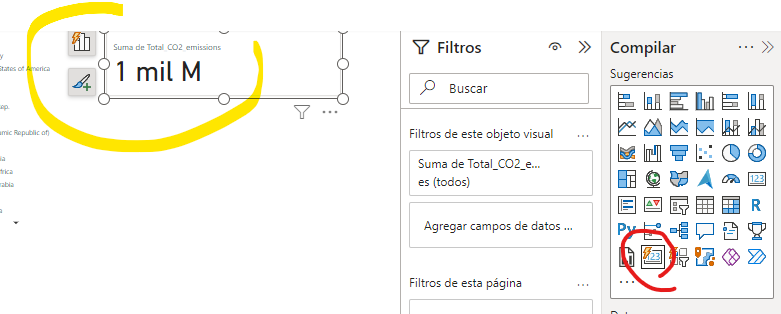 y
States of America
ep.
mic Republic of)
ia
frica
rabia
a
Suma de Total_CO2_emissions
1 mil M
Filtros
Buscar
Filtros de este objeto visual
...
Suma de Total_CO2_e...
es (todos)
Agregar campos de datos ...
Filtros de esta página
...
Compilar
...
Sugerencias
123
R
Py
123
...